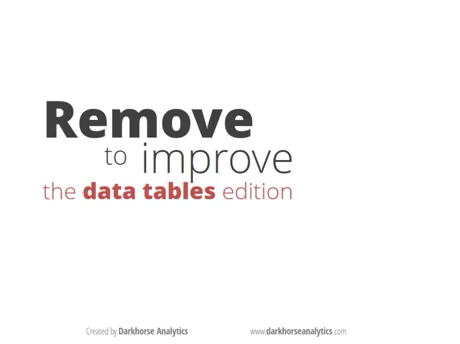 Remove
to improve
the data tables edition
Created by Darkhorse Analytics www.darkhorseanalytics.com